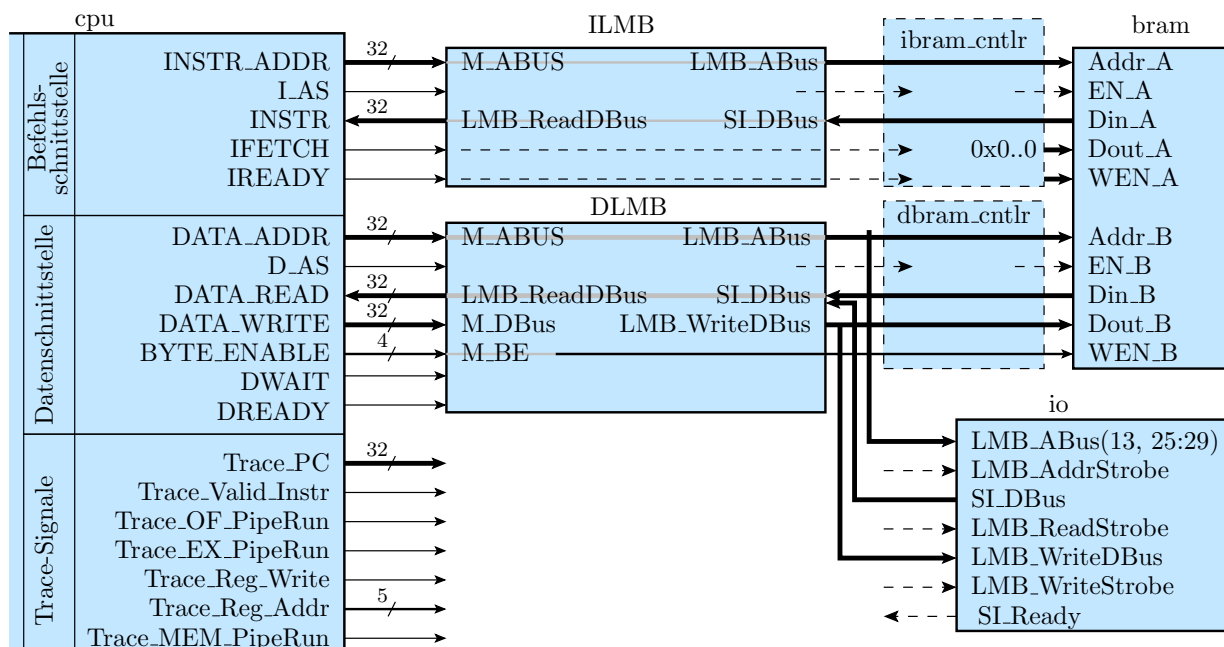 cpu
Befehls-
schnittstelle
INSTR_ADDR
I_AS
INSTR
IFETCH
IREADY
32
32
Datenschnittstelle
DATA_ADDR
D_AS
DATA_READ
DATA_WRITE
BYTE_ENABLE
DWAIT
DREADY
32
32
32
4
Trace-Signale
Trace_PC
Trace_Valid_Instr
Trace_OF_PipeRun
Trace_EX_PipeRun
Trace_Reg_Write
Trace_Reg_Addr
Trace_MEM_PipeRun
32
5
ILMB
M_ABUS LMB_ABus
LMB_ReadDBus SI_DBus
DLMB
M_ABUS LMB_ABus
LMB_ReadDBus SI_DBus
M_DBus LMB_WriteDBus
M_BE
ibram_cntlr
0x0..0
dbram_cntlr
bram
Addr_A
EN_A
Din_A
Dout_A
WEN_A
Addr_B
EN_B
Din_B
Dout_B
WEN_B
io
LMB_ABus(13, 25:29)
LMB_AddrStrobe
SI_DBus
LMB_ReadStrobe
LMB_WriteDBus
LMB_WriteStrobe
SI_Ready